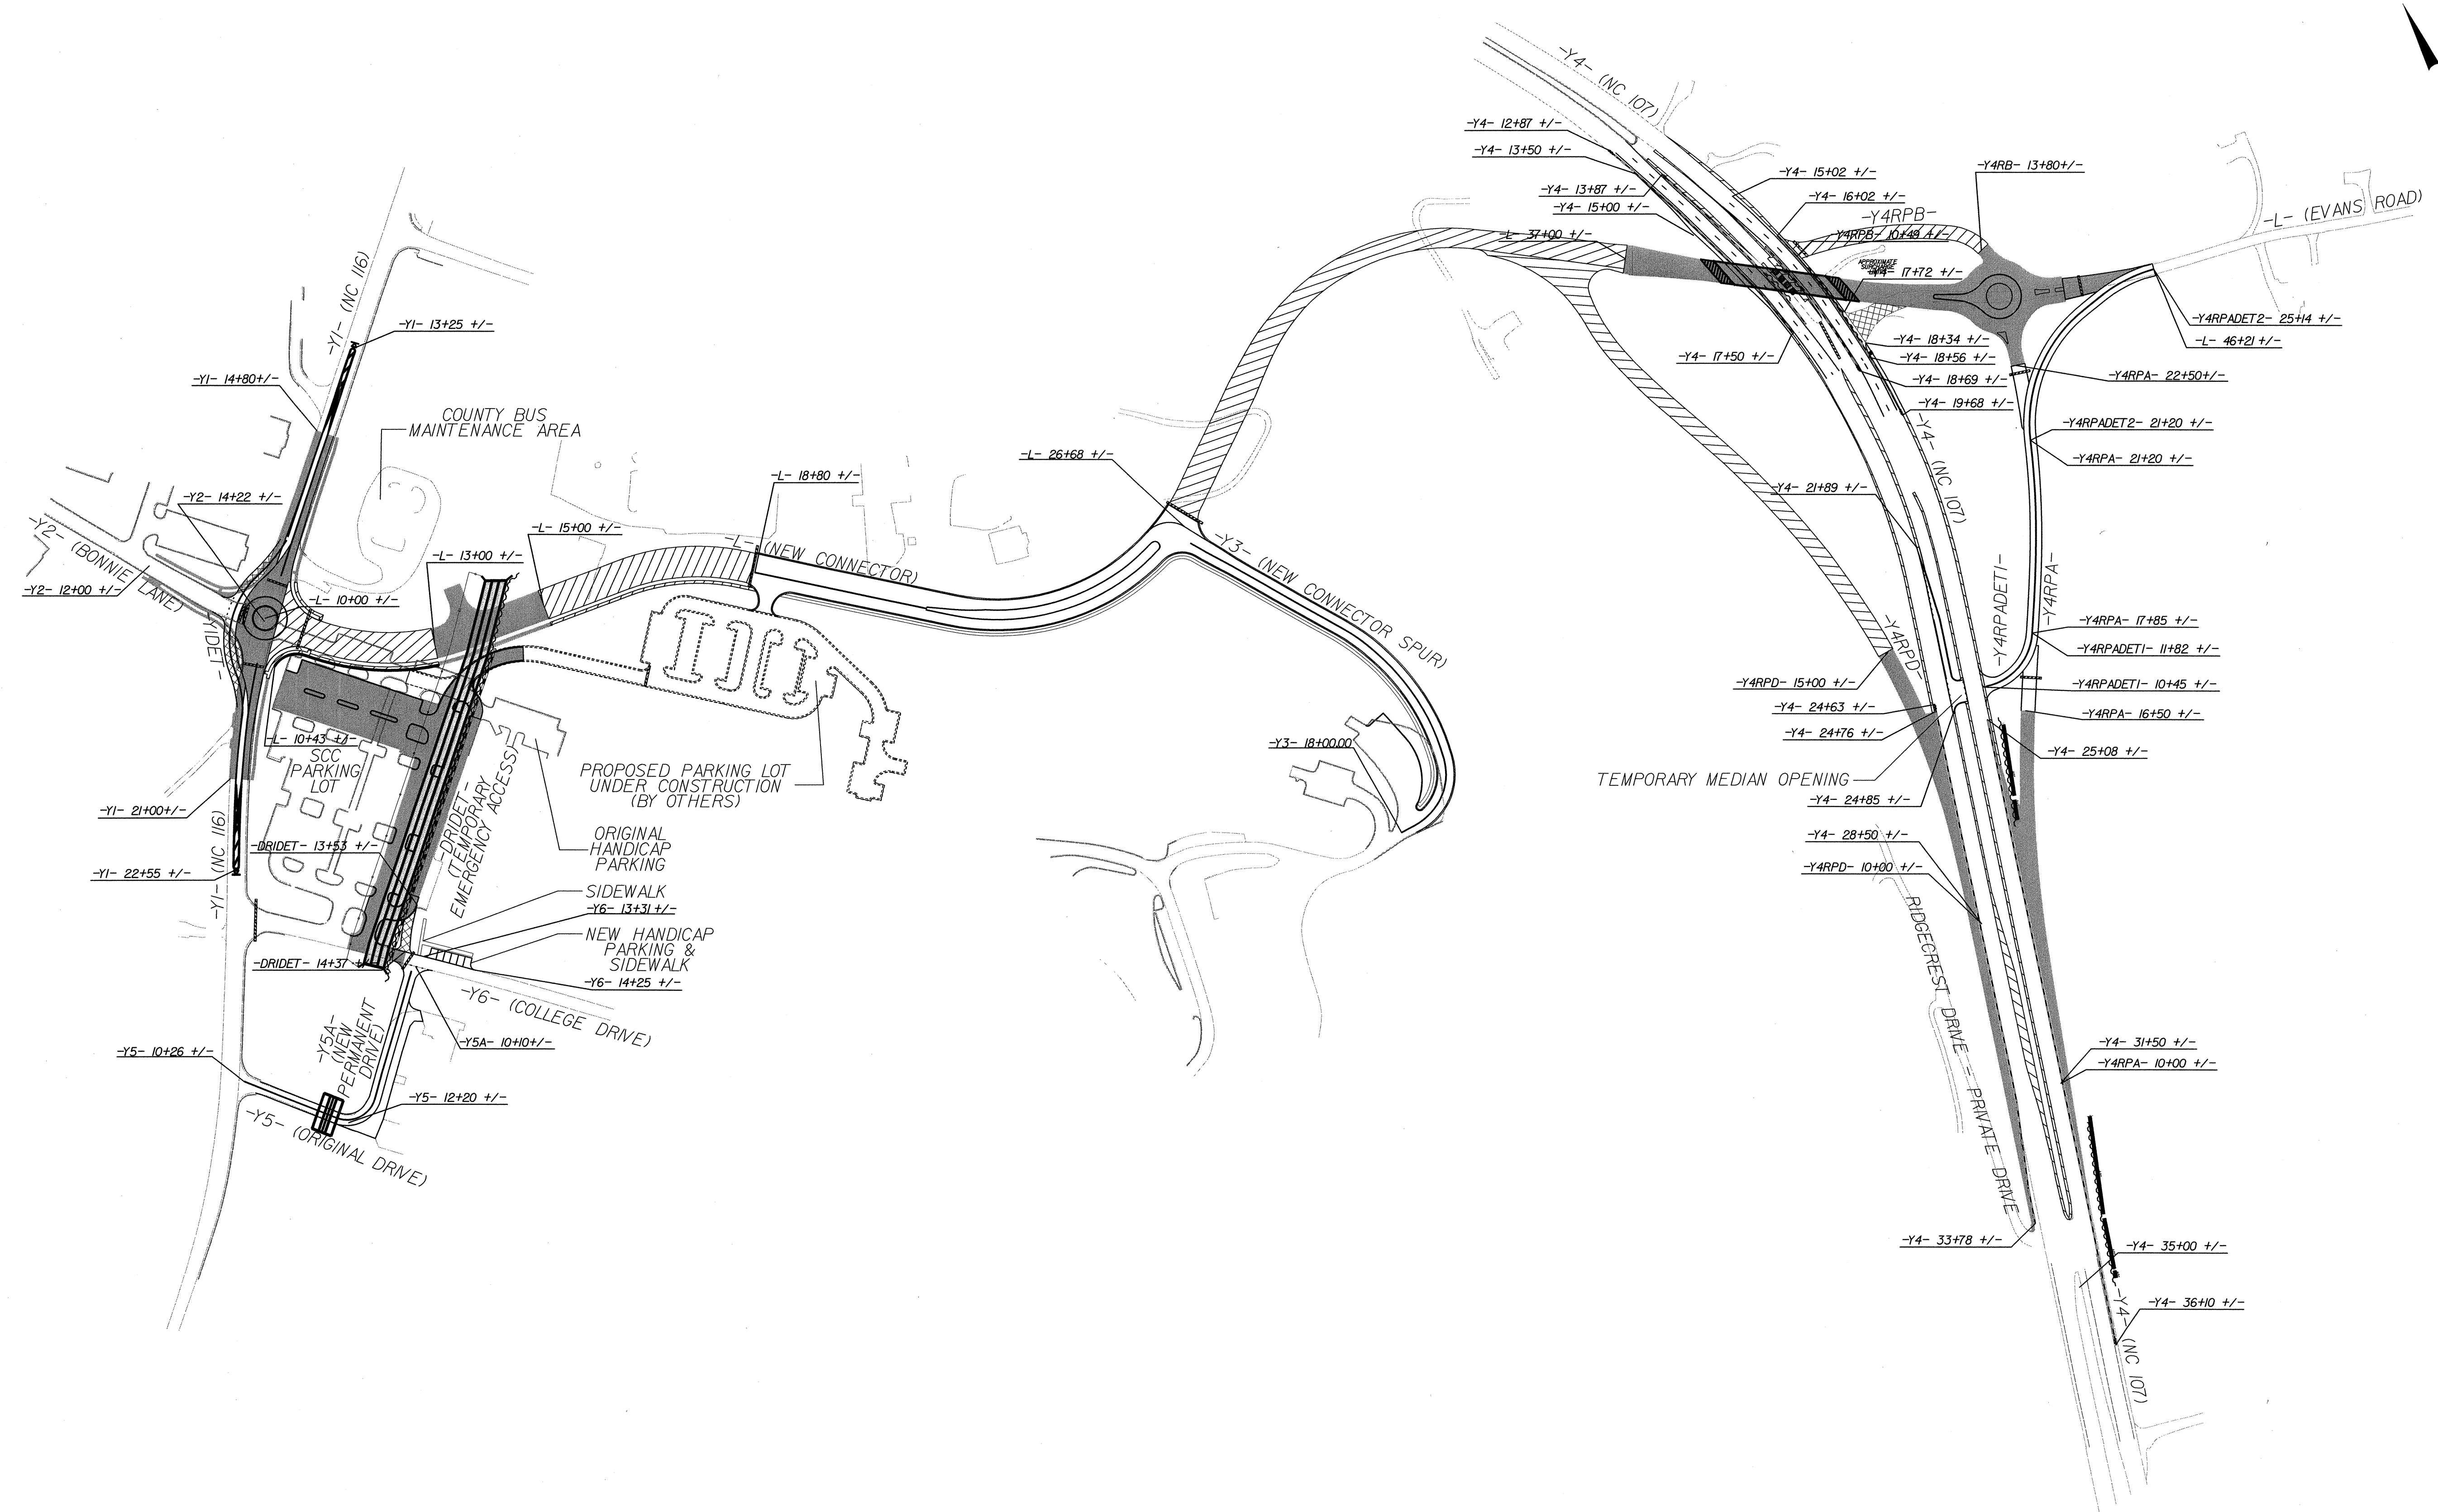 -Y4- (NC 107)
-Y4- 12+87 +/-
-Y4- 13+50 +/-
-Y4- 13+87 +/-
-Y4- 15+00 +/-
-L- 37+00 +/-
-Y4- 15+02 +/-
-Y4- 16+02 +/-
-Y4RPB-
-Y4RPB- 10+49 +/-
APPROXIMATE
SURCHARGE
-Y4- 17+72 +/-
-Y4RB- 13+80+/-
-L- (EVANS ROAD)
-Y4RPADET2- 25+14 +/-
-L- 46+21 +/-
-Y4- 17+50 +/-
-Y4- 18+34 +/-
-Y4- 18+56 +/-
-Y4- 18+69 +/-
-Y4- 19+68 +/-
-Y4RPA- 22+50+/-
-Y4RPADET2- 21+20 +/-
-Y4RPA- 21+20 +/-
-Y4- (NC 107)
-Y4- 21+89 +/-
-Y1- (NC 116)
-Y1- 13+25 +/-
-Y1- 14+80+/-
COUNTY BUS
MAINTENANCE AREA
-Y2- 14+22 +/-
-Y2- (BONNIE LANE)
-Y2- 12+00 +/-
-L- 10+00 +/-
-L- 13+00 +/-
-L- 15+00 +/-
-L- 18+80 +/-
-L- (NEW CONNECTOR)
-L- 26+68 +/-
-Y3- (NEW CONNECTOR SPUR)
-Y3- 18+00.00
-Y1DET-
-L- 10+43 +/-
SCC
PARKING
LOT
-Y1- 21+00+/-
-Y1- (NC 116)
-Y1- 22+55 +/-
-DR1DET- 13+53 +/-
-DR1DET-
(TEMPORARY
EMERGENCY ACCESS)
PROPOSED PARKING LOT
UNDER CONSTRUCTION
(BY OTHERS)
ORIGINAL
HANDICAP
PARKING
SIDEWALK
-Y6- 13+31 +/-
NEW HANDICAP
PARKING &
SIDEWALK
-Y6- 14+25 +/-
-DR1DET- 14+37 +
-Y6- (COLLEGE DRIVE)
-Y5A-
(NEW
PERMANENT
DRIVE)
-Y5A- 10+10+/-
-Y5- 10+26 +/-
-Y5- 12+20 +/-
-Y5- (ORIGINAL DRIVE)
-Y4RPADET1-
-Y4RPA-
-Y4RPD-
-Y4RPA- 17+85 +/-
-Y4RPADET1- 11+82 +/-
-Y4RPADET1- 10+45 +/-
-Y4RPA- 16+50 +/-
-Y4RPD- 15+00 +/-
-Y4- 24+63 +/-
-Y4- 24+76 +/-
-Y4- 25+08 +/-
TEMPORARY MEDIAN OPENING
-Y4- 24+85 +/-
-Y4- 28+50 +/-
-Y4RPD- 10+00 +/-
RIDGECREST DRIVE - PRIVATE DRIVE
-Y4- 31+50 +/-
-Y4RPA- 10+00 +/-
-Y4- 33+78 +/-
-Y4- 35+00 +/-
-Y4- 36+10 +/-
-Y4- (NC 107)